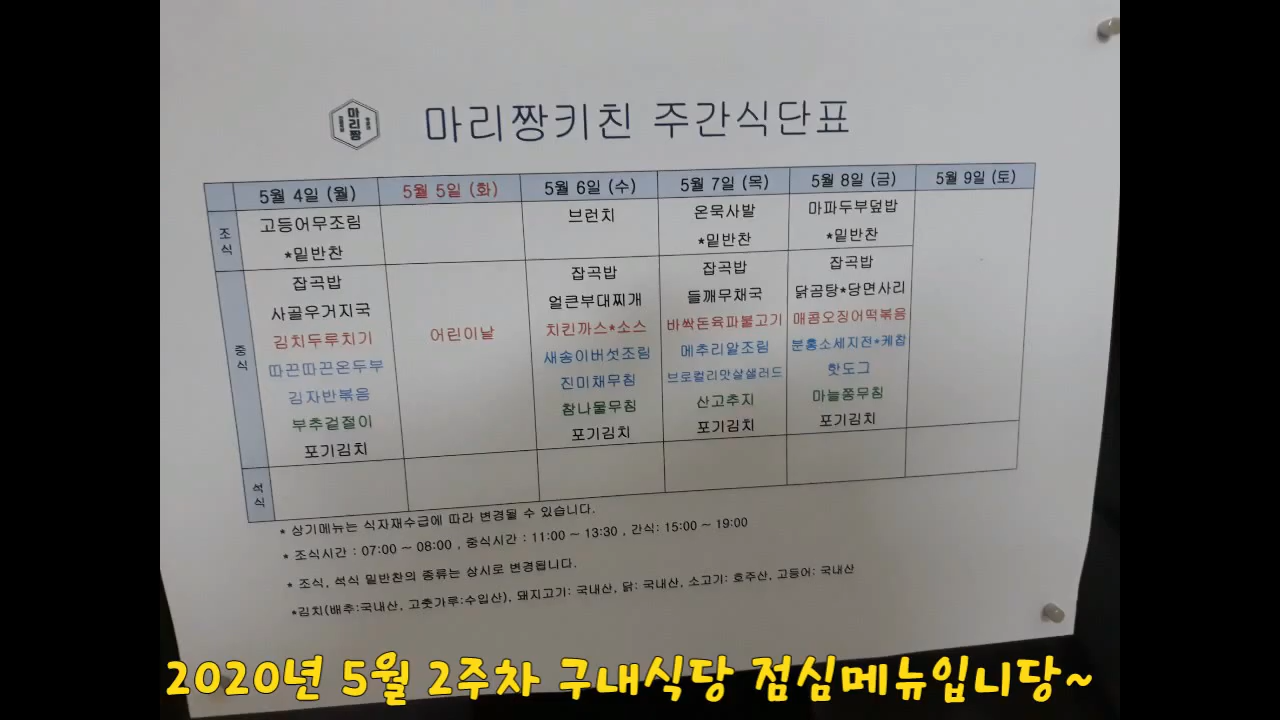 마리짱
마리짱키친 주간식단표
5월 4일 (월) 5월 5일 (화) 5월 6일 (수) 5월 7일 (목) 5월 8일 (금) 5월 9일 (토)
조식
고등어무조림 브런치 온묵사발 마파두부덮밥
*밑반찬 *밑반찬 *밑반찬
중식
잡곡밥 잡곡밥 잡곡밥 잡곡밥
사골우거지국 얼큰부대찌개 들깨무채국 닭곰탕*당면사리
김치두루치기 어린이날 치킨까스*소스 바싹돈육파불고기 매콤오징어떡볶음
따끈따끈온두부 새송이버섯조림 메추리알조림 분홍소세지전*케찹
김자반볶음 진미채무침 브로컬리맛살샐러드 핫도그
부추겉절이 참나물무침 산고추지 마늘쫑무침
포기김치 포기김치 포기김치 포기김치
석식
* 상기메뉴는 식자재수급에 따라 변경될 수 있습니다.
* 조식시간 : 07:00 ~ 08:00 , 중식시간 : 11:00 ~ 13:30 , 간식: 15:00 ~ 19:00
* 조식, 석식 밑반찬의 종류는 상시로 변경됩니다.
*김치(배추:국내산, 고춧가루:수입산), 돼지고기: 국내산, 닭: 국내산, 소고기: 호주산, 고등어: 국내산
2020년 5월 2주차 구내식당 점심메뉴입니당~